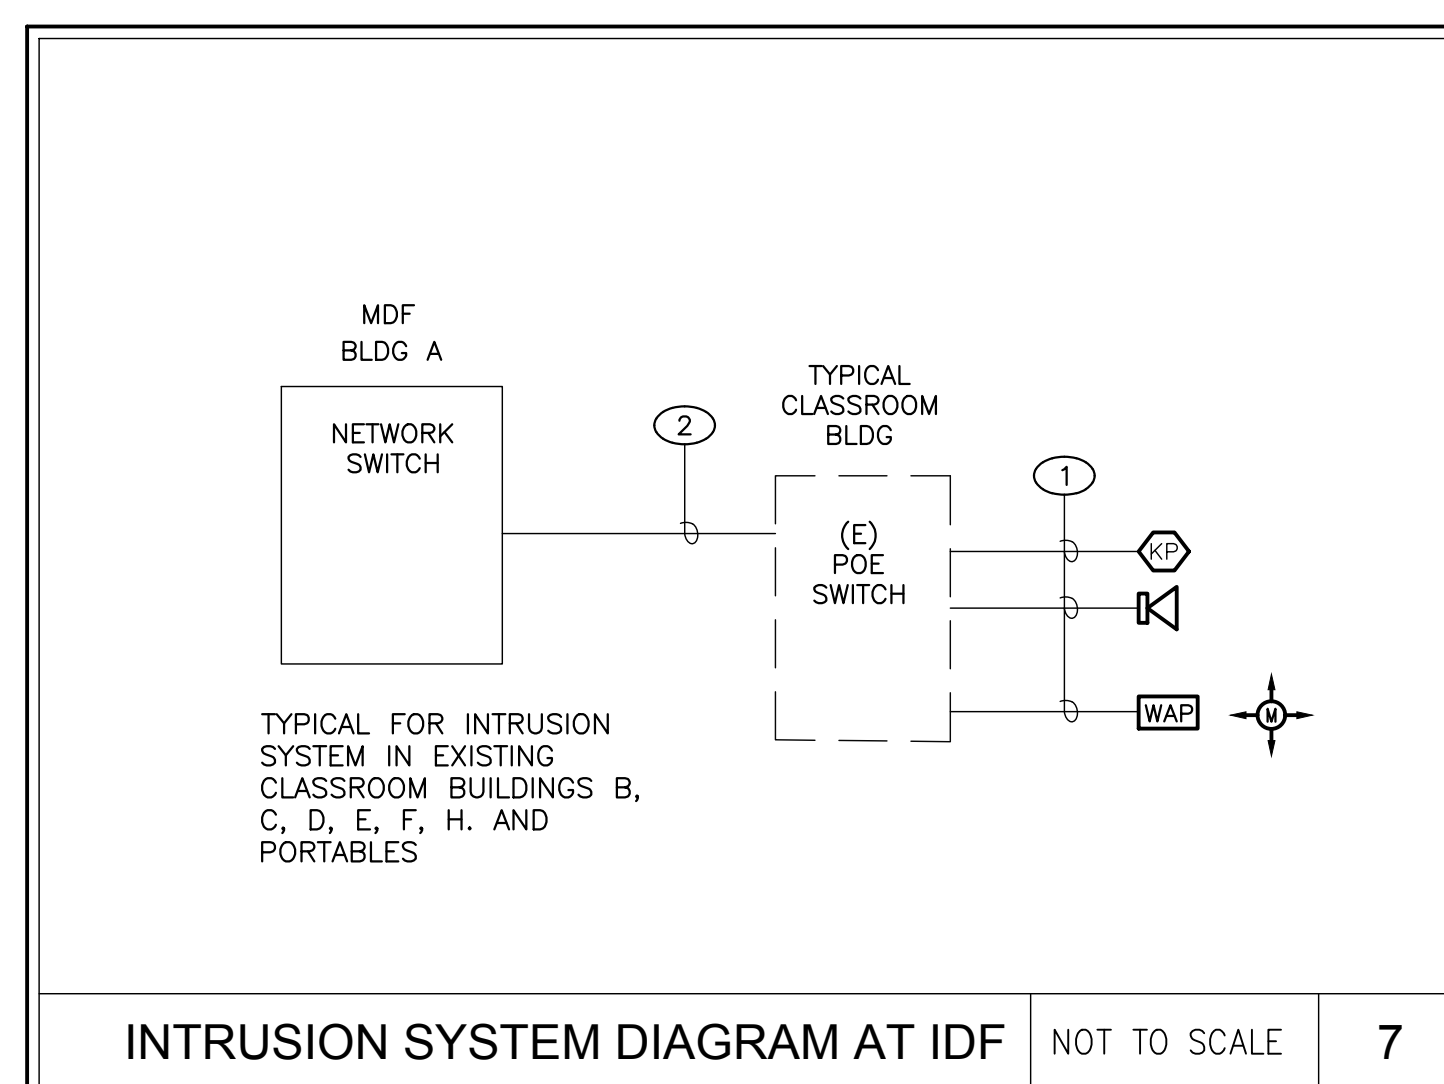 MDF
BLDG A
NETWORK
SWITCH
2
TYPICAL
CLASSROOM
BLDG
(E)
POE
SWITCH
1
KP
WAP
M
TYPICAL FOR INTRUSION
SYSTEM IN EXISTING
CLASSROOM BUILDINGS B,
C, D, E, F, H. AND
PORTABLES
INTRUSION SYSTEM DIAGRAM AT IDF
NOT TO SCALE
7